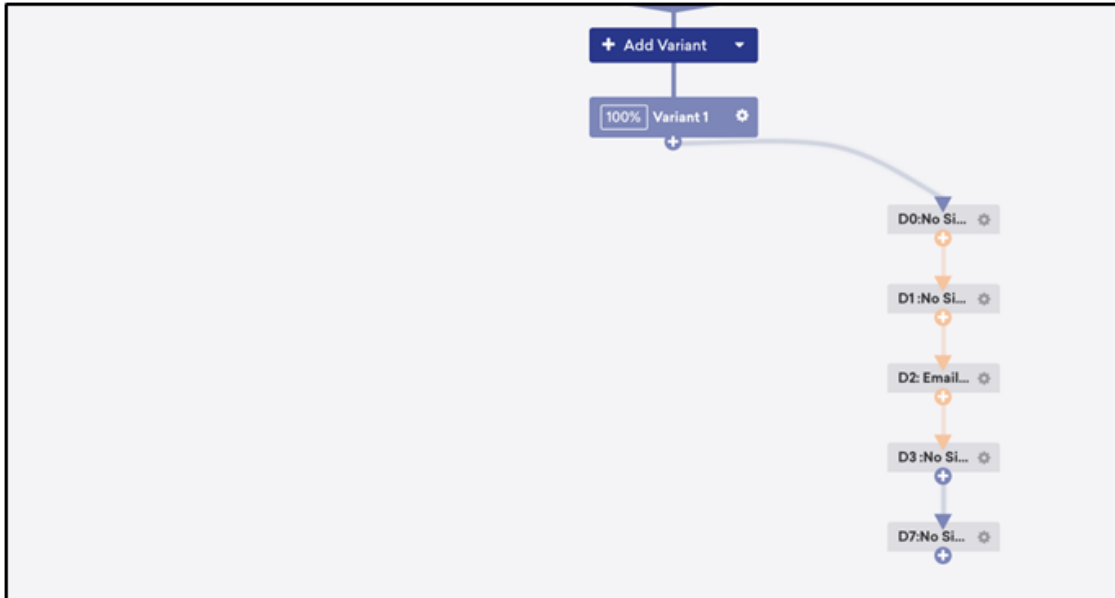 + Add Variant
100% Variant 1
D0:No Si...
D1 :No Si...
D2: Email...
D3 :No Si...
D7:No Si...